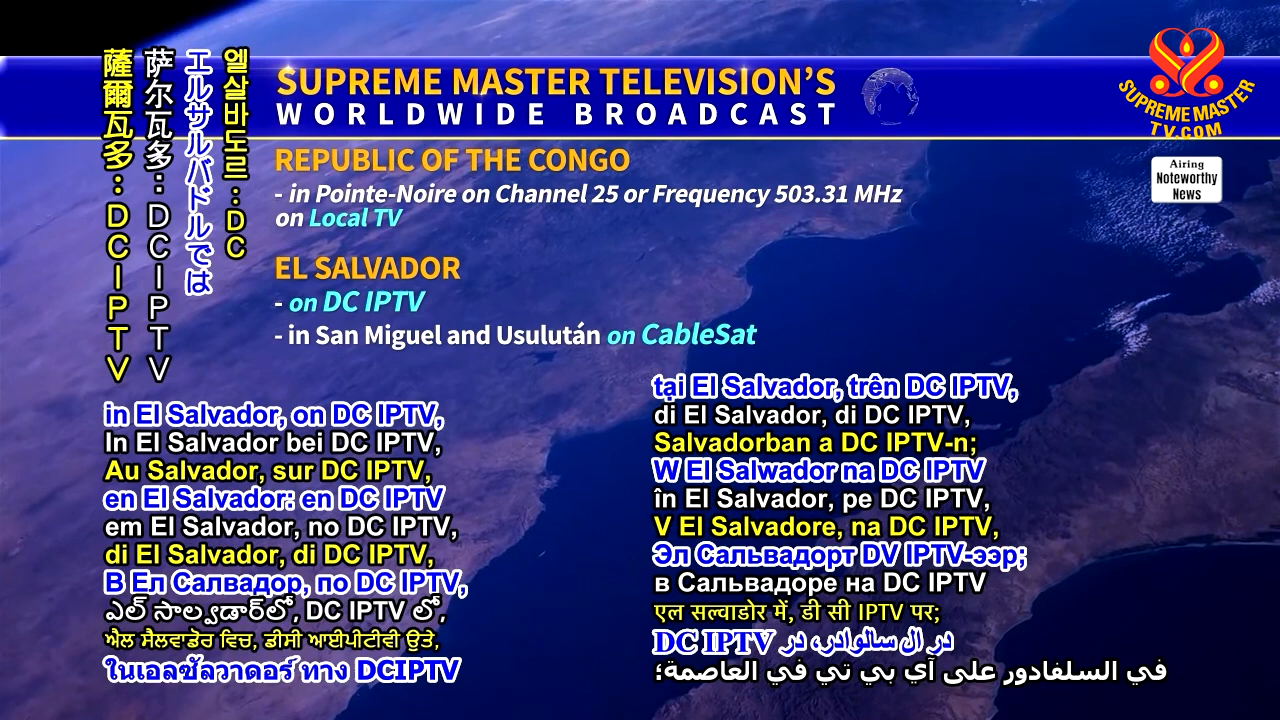 薩爾瓦多：DCIPTV
萨尔瓦多：DCIPTV
エルサルバドルでは
엘살바도르:DC
SUPREME MASTER TELEVISION’S
WORLDWIDE BROADCAST
SUPREME MASTER
TV.COM
Airing
Noteworthy
News
REPUBLIC OF THE CONGO
- in Pointe-Noire on Channel 25 or Frequency 503.31 MHz
on Local TV
EL SALVADOR
- on DC IPTV
- in San Miguel and Usulután on CableSat
in El Salvador, on DC IPTV,
In El Salvador bei DC IPTV,
Au Salvador, sur DC IPTV,
en El Salvador: en DC IPTV
em El Salvador, no DC IPTV,
di El Salvador, di DC IPTV,
В Ел Салвадор, по DC IPTV,
ఎల్ సాల్వడార్‌లో, DC IPTV లో,
ਐਲ ਸੈਲਵਾਡੋਰ ਵਿਚ, ਡੀਸੀ ਆਈਪੀਟੀਵੀ ਉਤੇ,
ในเอลซัลวาดอร์ ทาง DCIPTV
tại El Salvador, trên DC IPTV,
di El Salvador, di DC IPTV,
Salvadorban a DC IPTV-n;
W El Salwador na DC IPTV
în El Salvador, pe DC IPTV,
V El Salvadore, na DC IPTV,
Эл Сальвадорт DV IPTV-ээр;
в Сальвадоре на DC IPTV
एल सल्वाडोर में, डी सी IPTV पर;
در ال سالوادر، در DC IPTV
في السلفادور على آي بي تي في العاصمة؛